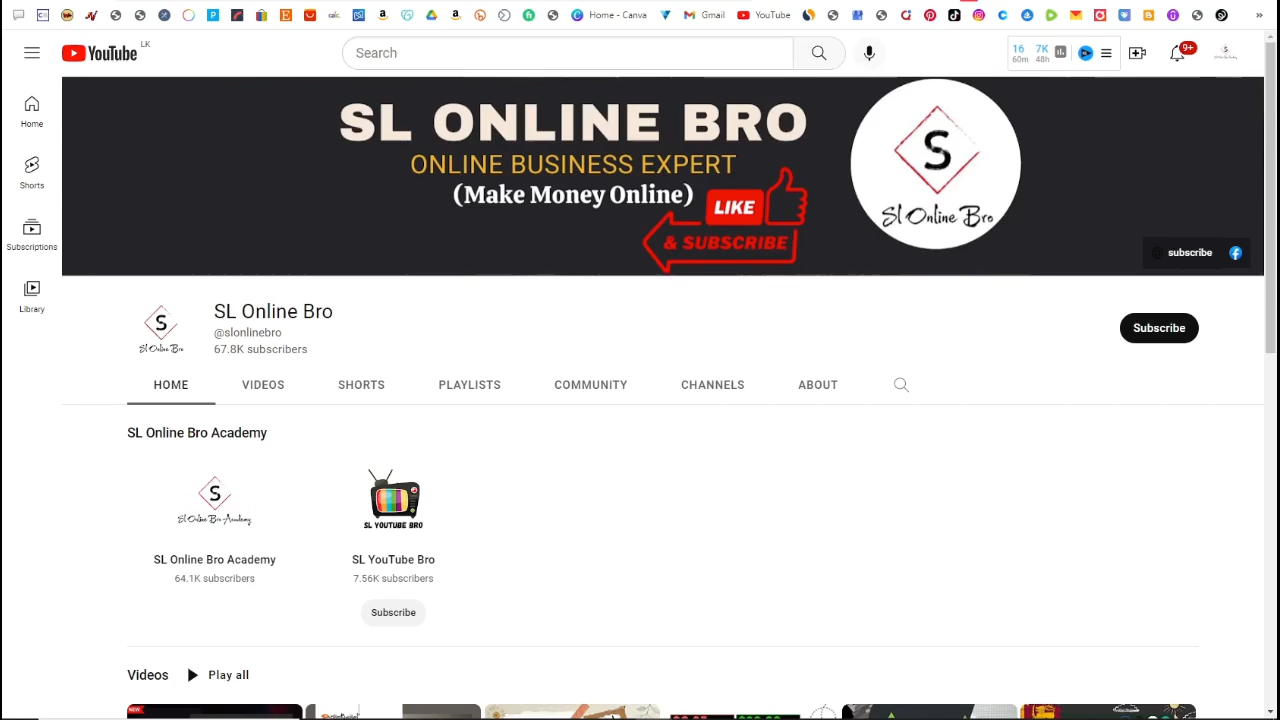 calc.
Home - Canva
Gmail
YouTube
»
YouTube LK
Search
16 7K
60m 48h
9+
Home
Shorts
Subscriptions
Library
SL ONLINE BRO
ONLINE BUSINESS EXPERT
(Make Money Online)
LIKE
& SUBSCRIBE
S
Sl Online Bro
subscribe
S
Sl Online Bro
SL Online Bro
@slonlinebro
67.8K subscribers
Subscribe
HOME VIDEOS SHORTS PLAYLISTS COMMUNITY CHANNELS ABOUT
SL Online Bro Academy
S
Sl Online Bro Academy
SL YOUTUBE BRO
SL Online Bro Academy
64.1K subscribers
SL YouTube Bro
7.56K subscribers
Subscribe
Videos Play all
NEW